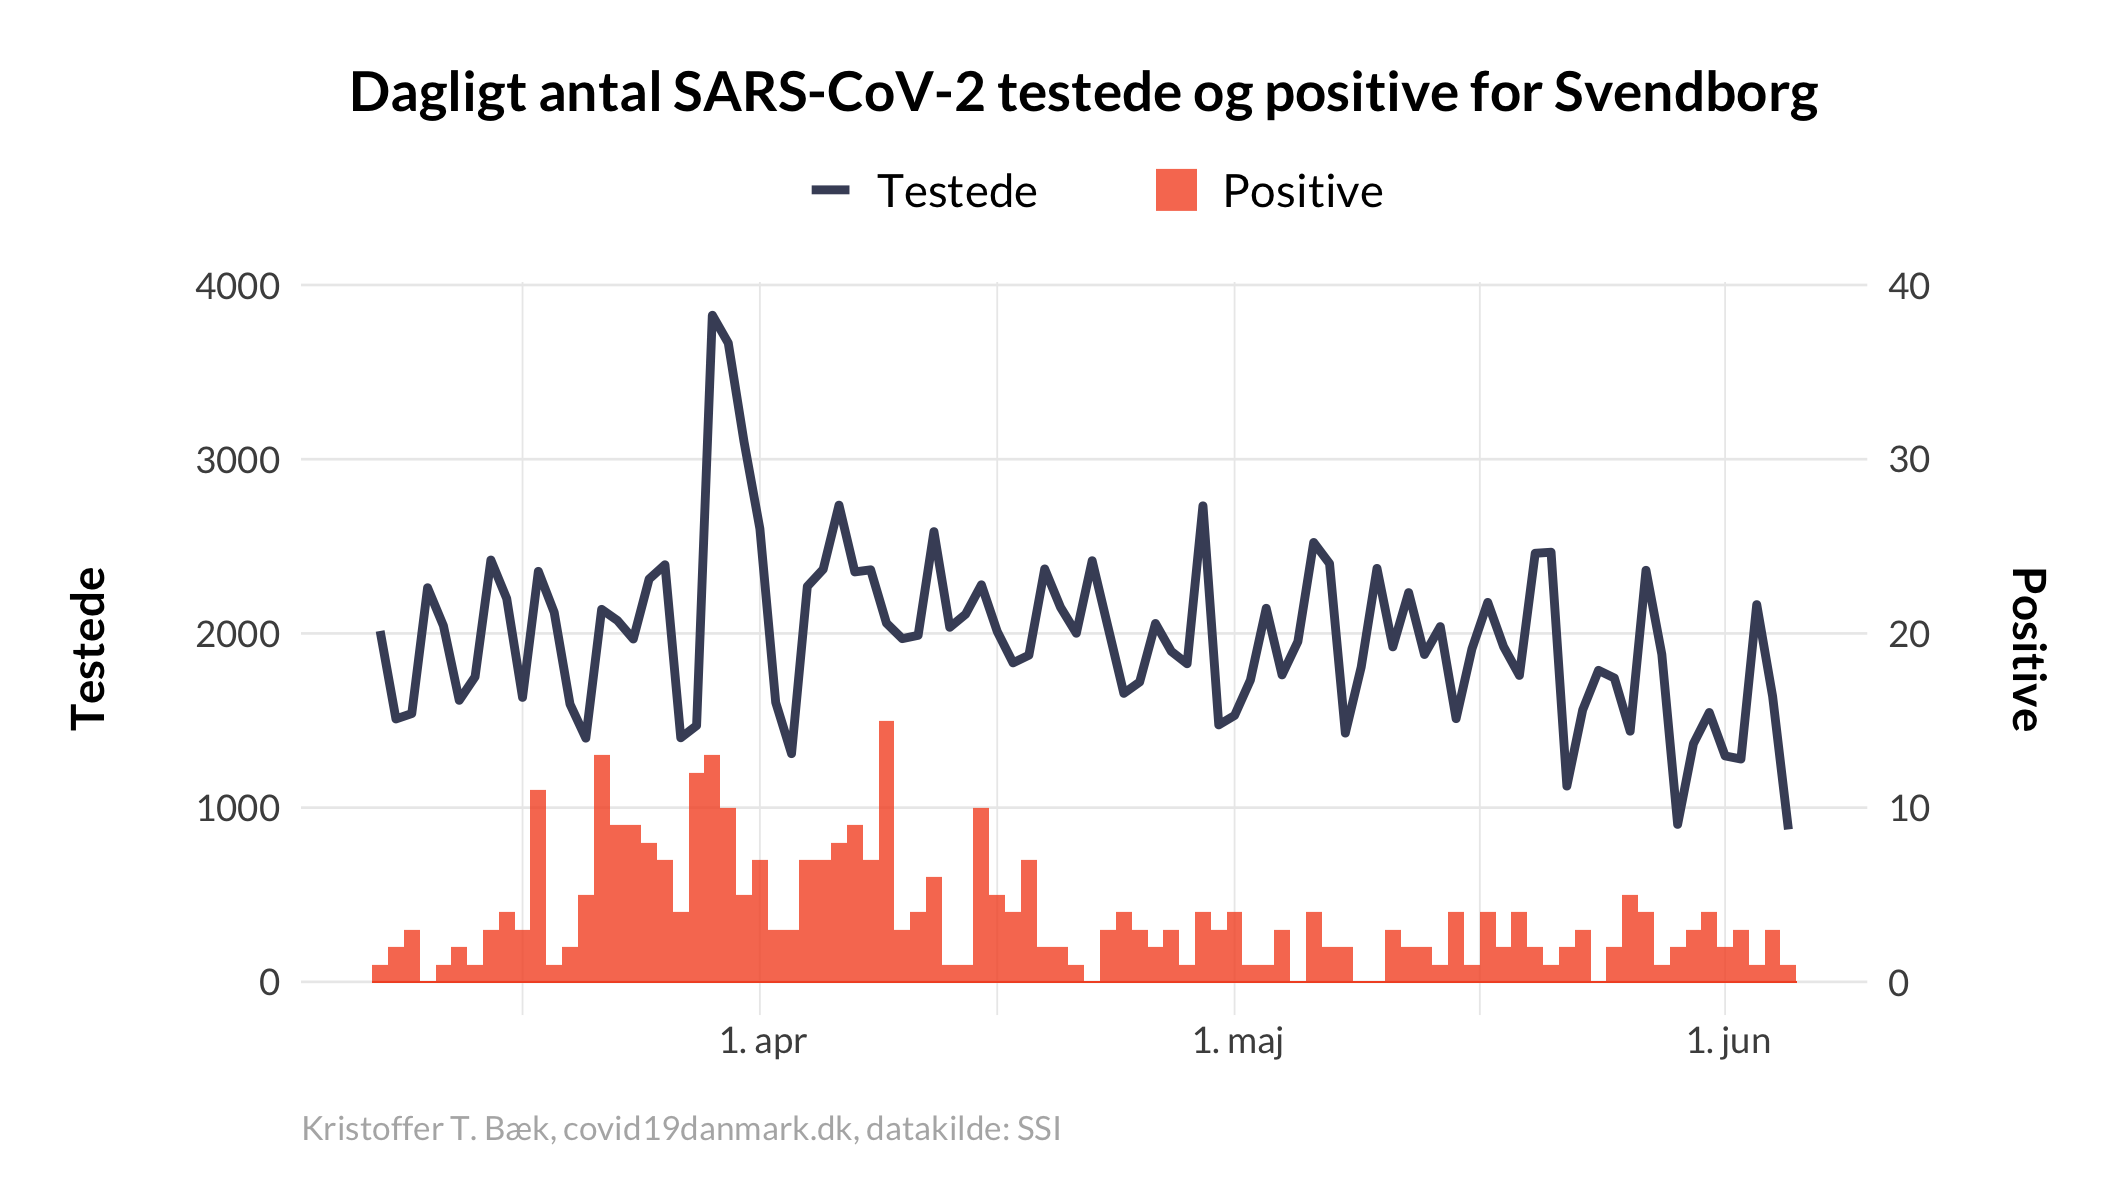 Dagligt antal SARS-CoV-2 testede og positive for Svendborg
Testede
Positive
4000
3000
2000
1000
0
40
30
20
10
0
Testede
Positive
1. apr
1. maj
1. jun
Kristoffer T. Bæk, covid19danmark.dk, datakilde: SSI